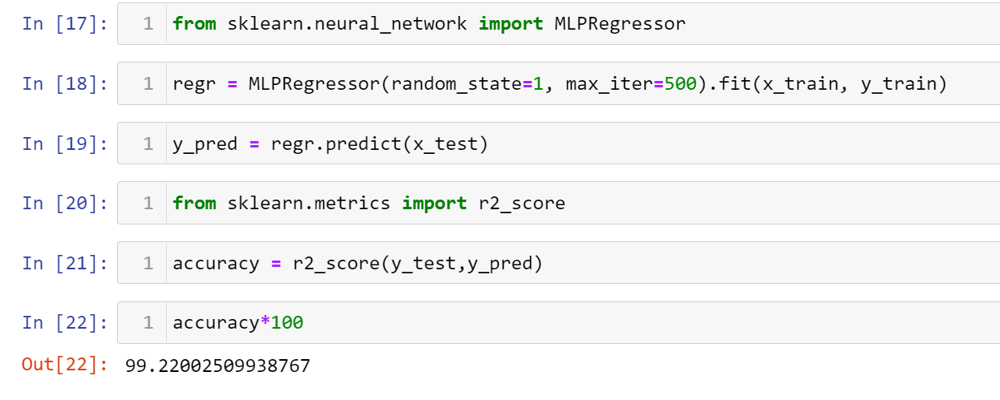 In [17]: 1 from sklearn.neural_network import MLPRegressor
In [18]: 1 regr = MLPRegressor(random_state=1, max_iter=500).fit(x_train, y_train)
In [19]: 1 y_pred = regr.predict(x_test)
In [20]: 1 from sklearn.metrics import r2_score
In [21]: 1 accuracy = r2_score(y_test,y_pred)
In [22]: 1 accuracy*100
Out[22]: 99.22002509938767